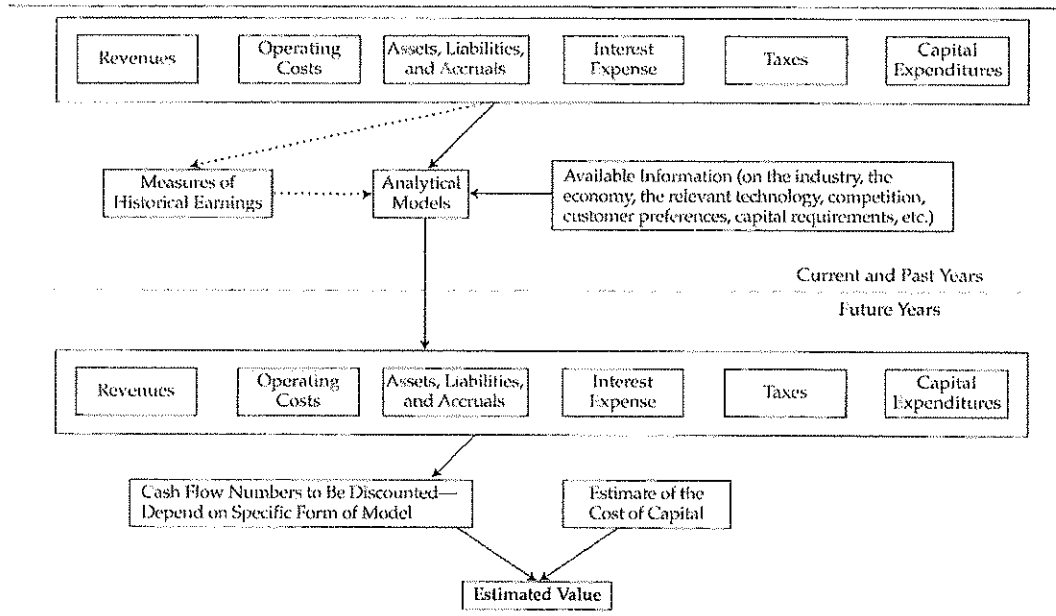 Revenues
Operating
Costs
Assets, Liabilities,
and Accruals
Interest
Expense
Taxes
Capital
Expenditures
Measures of
Historical Earnings
Analytical
Models
Available Information (on the industry, the
economy, the relevant technology, competition,
customer preferences, capital requirements, etc.)
Current and Past Years
Future Years
Revenues
Operating
Costs
Assets, Liabilities,
and Accruals
Interest
Expense
Taxes
Capital
Expenditures
Cash Flow Numbers to Be Discounted—
Depend on Specific Form of Model
Estimate of the
Cost of Capital
Estimated Value